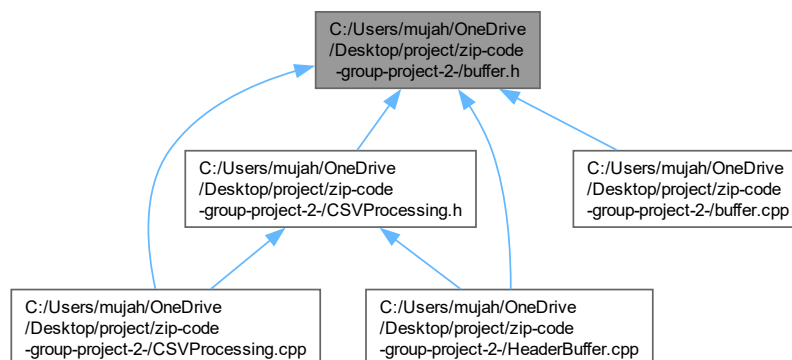 C:/Users/mujah/OneDrive
/Desktop/project/zip-code
-group-project-2-/buffer.h
C:/Users/mujah/OneDrive
/Desktop/project/zip-code
-group-project-2-/CSVProcessing.h
C:/Users/mujah/OneDrive
/Desktop/project/zip-code
-group-project-2-/buffer.cpp
C:/Users/mujah/OneDrive
/Desktop/project/zip-code
-group-project-2-/CSVProcessing.cpp
C:/Users/mujah/OneDrive
/Desktop/project/zip-code
-group-project-2-/HeaderBuffer.cpp